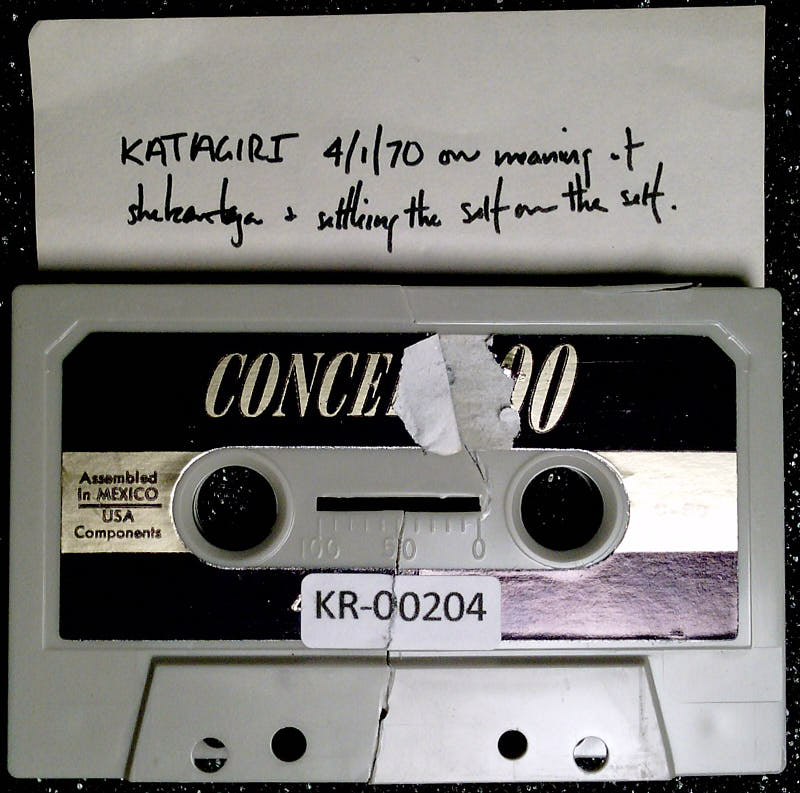 KATAGIRI 4/1/70 on meaning of
shikantaza + settling the self on the self.
CONCE 90
Assembled
in MEXICO
USA
Components
100 50 0
KR-00204